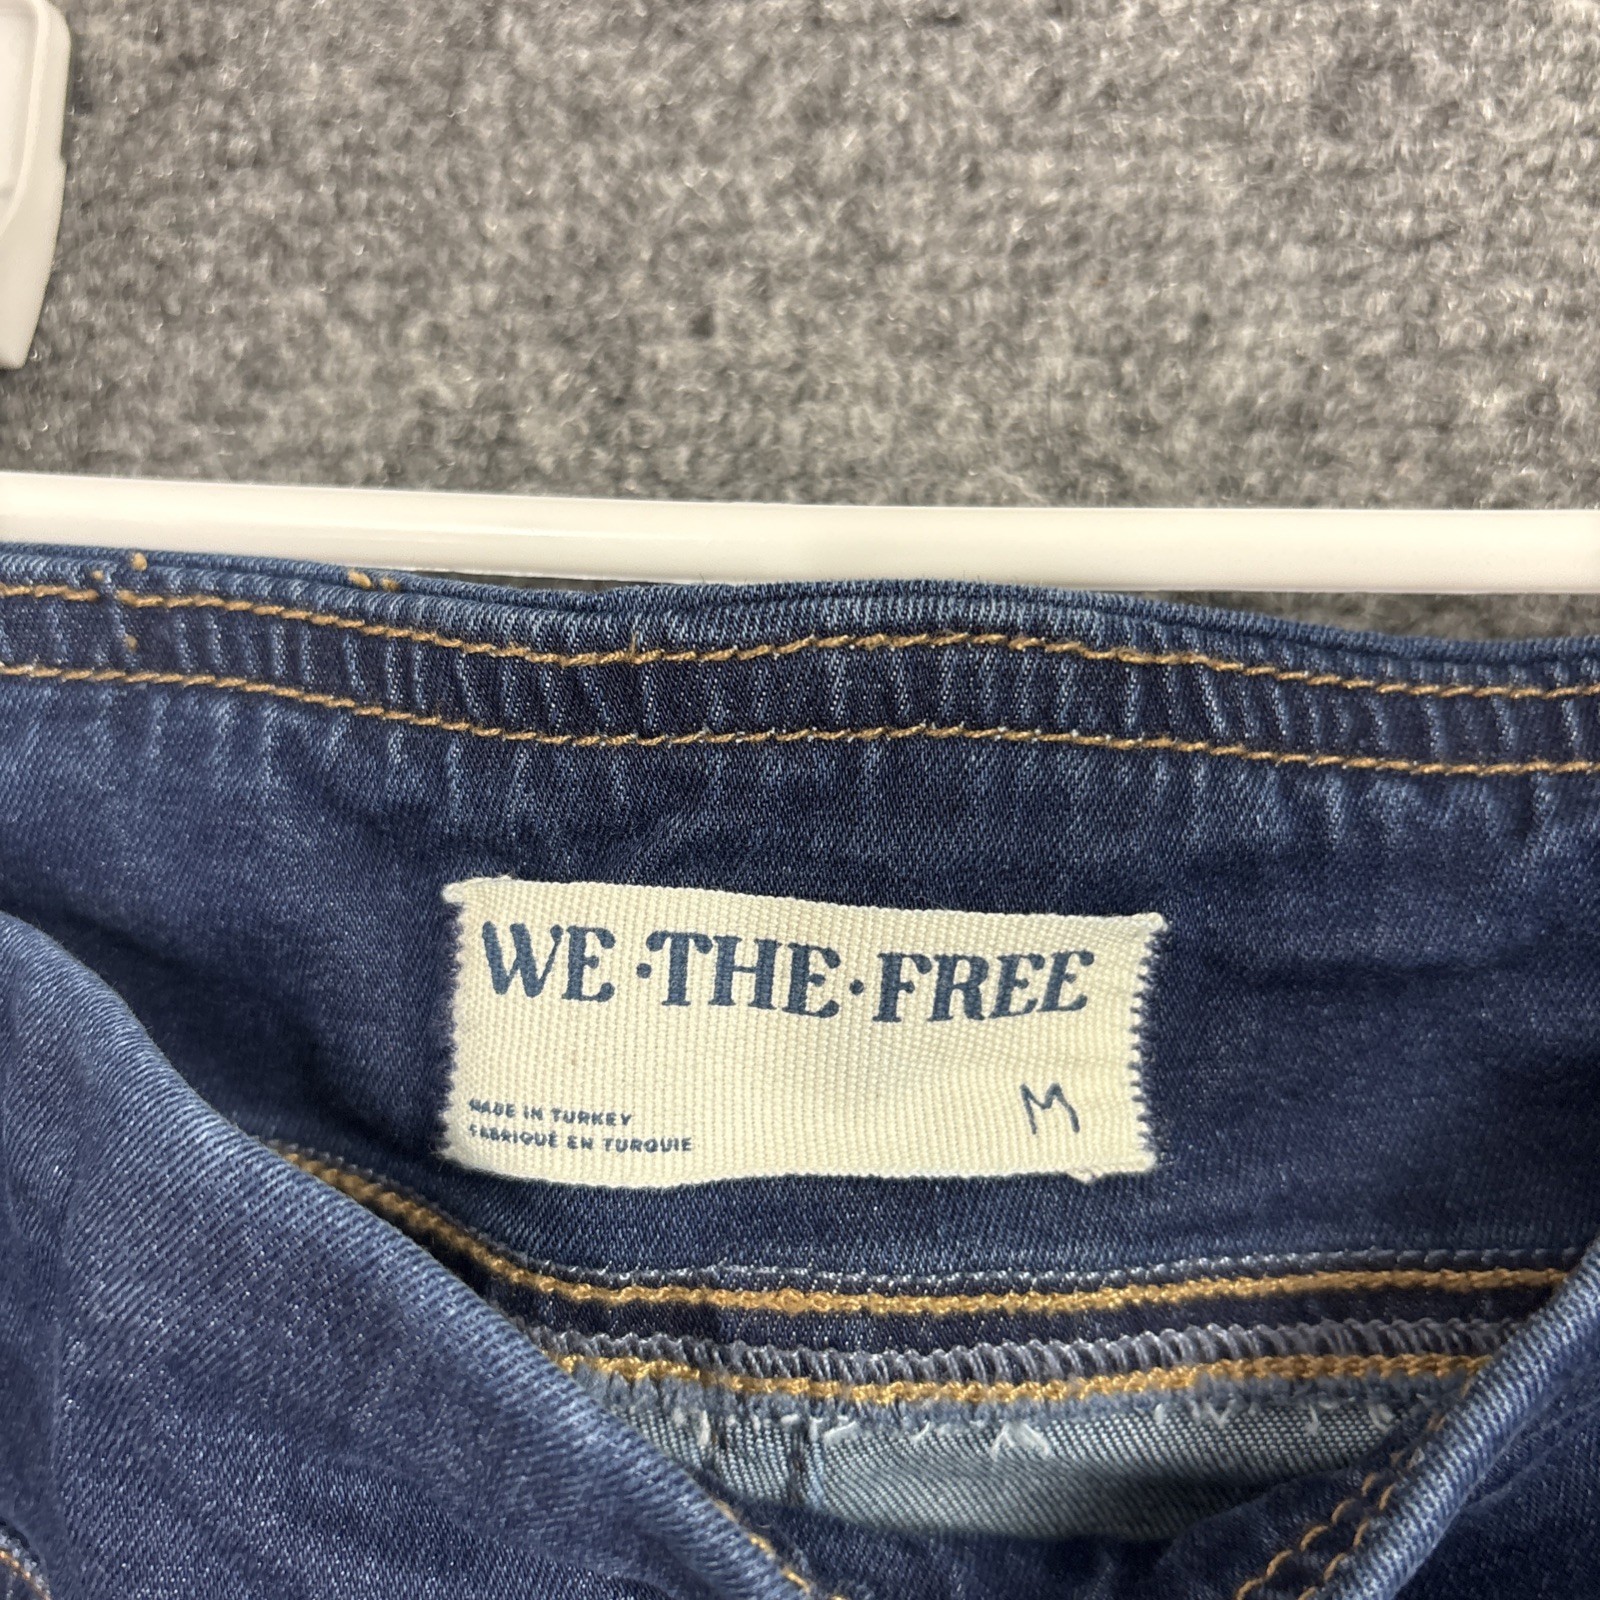 WE·THE·FREE
M
MADE IN TURKEY
FABRIQUÉ EN TURQUIE